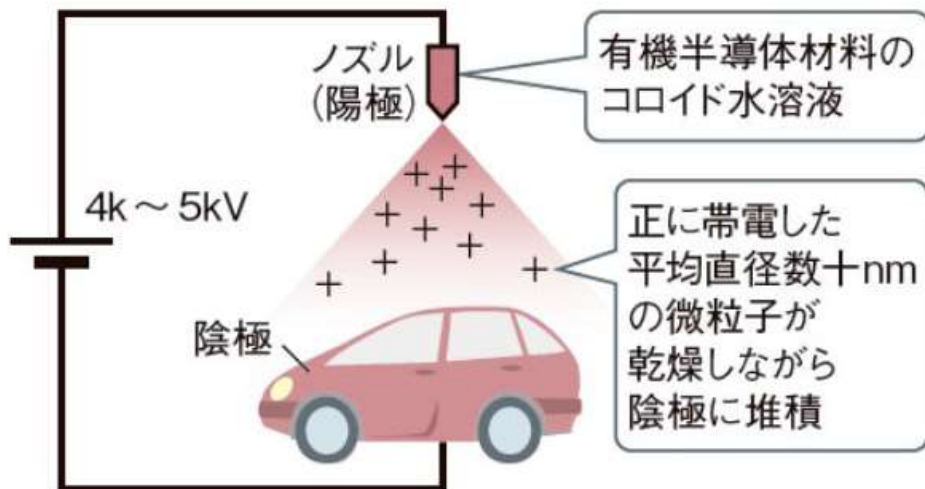 ノズル
(陽極)
有機半導体材料の
コロイド水溶液
4k～5kV
正に帯電した
平均直径数十nm
の微粒子が
乾燥しながら
陰極に堆積
陰極